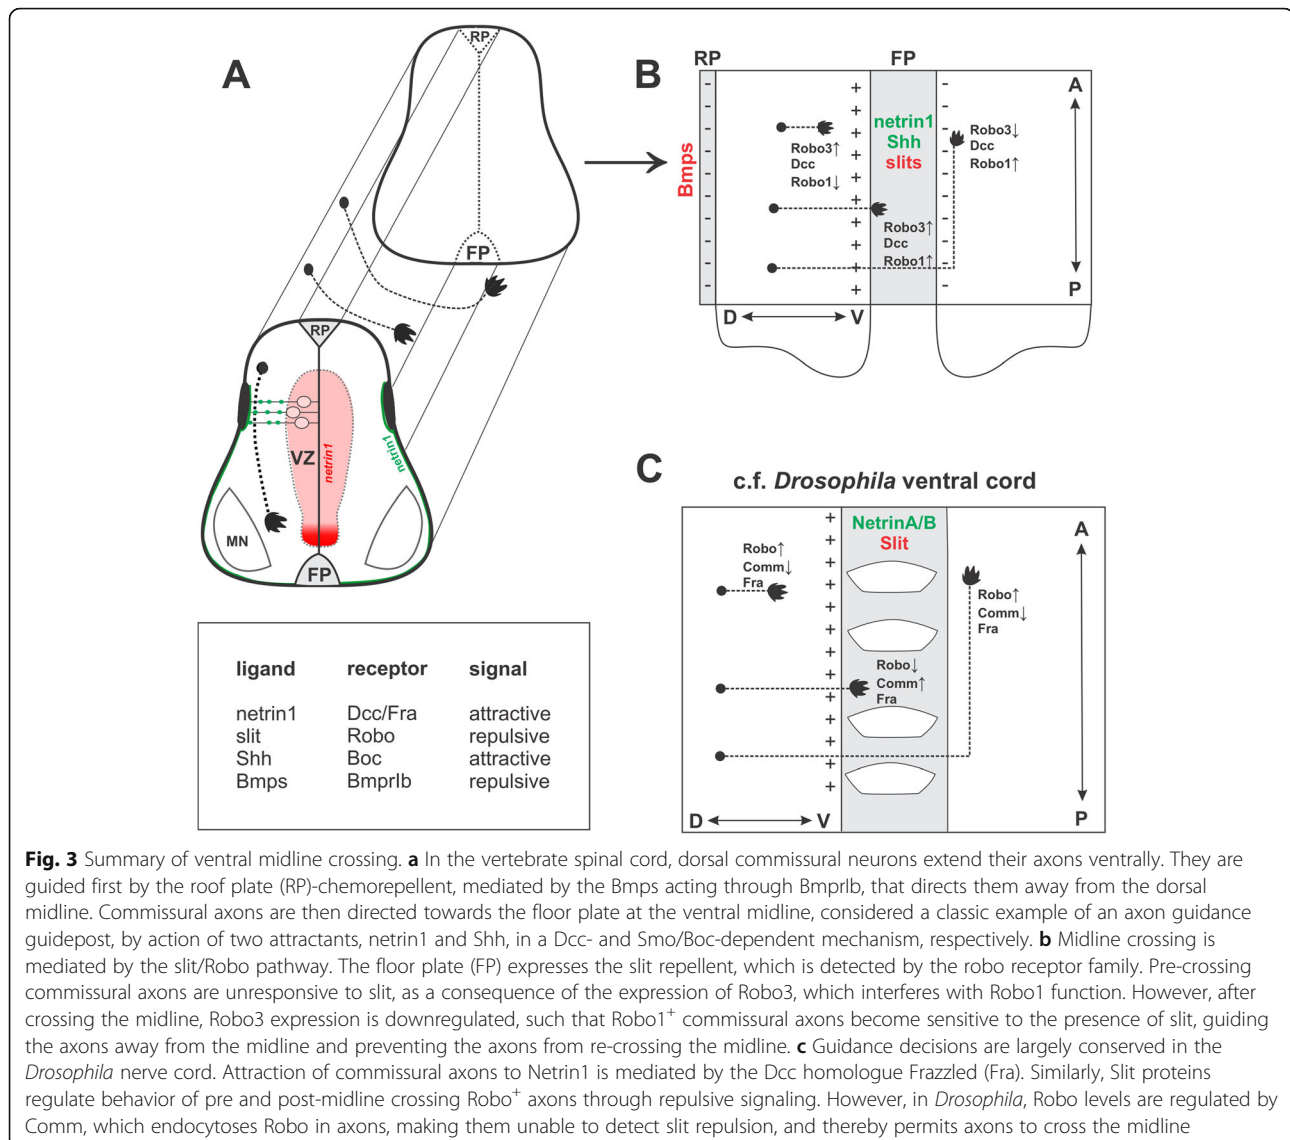 A
RP
FP
RP
VZ
netrin1
netrin1
MN
FP
ligand receptor signal
netrin1 Dcc/Fra attractive
slit Robo repulsive
Shh Boc attractive
Bmps BmprIb repulsive
B
RP FP
Bmps
- - - - - - - - - -
+ + + + + + + + + +
- - - - - - - - - -
netrin1
Shh
slits
Robo3↑
Dcc
Robo1↓
Robo3↑
Dcc
Robo1↑
Robo3↓
Dcc
Robo1↑
A
P
D V
C
c.f. Drosophila ventral cord
+ + + + + + + + + + + + +
NetrinA/B
Slit
Robo↑
Comm↓
Fra
Robo↓
Comm↑
Fra
Robo↑
Comm↓
Fra
A
P
D V
Fig. 3 Summary of ventral midline crossing. a In the vertebrate spinal cord, dorsal commissural neurons extend their axons ventrally. They are
guided first by the roof plate (RP)-chemorepellent, mediated by the Bmps acting through BmprIb, that directs them away from the dorsal
midline. Commissural axons are then directed towards the floor plate at the ventral midline, considered a classic example of an axon guidance
guidepost, by action of two attractants, netrin1 and Shh, in a Dcc- and Smo/Boc-dependent mechanism, respectively. b Midline crossing is
mediated by the slit/Robo pathway. The floor plate (FP) expresses the slit repellent, which is detected by the robo receptor family. Pre-crossing
commissural axons are unresponsive to slit, as a consequence of the expression of Robo3, which interferes with Robo1 function. However, after
crossing the midline, Robo3 expression is downregulated, such that Robo1+ commissural axons become sensitive to the presence of slit, guiding
the axons away from the midline and preventing the axons from re-crossing the midline. c Guidance decisions are largely conserved in the
Drosophila nerve cord. Attraction of commissural axons to Netrin1 is mediated by the Dcc homologue Frazzled (Fra). Similarly, Slit proteins
regulate behavior of pre and post-midline crossing Robo+ axons through repulsive signaling. However, in Drosophila, Robo levels are regulated by
Comm, which endocytoses Robo in axons, making them unable to detect slit repulsion, and thereby permits axons to cross the midline